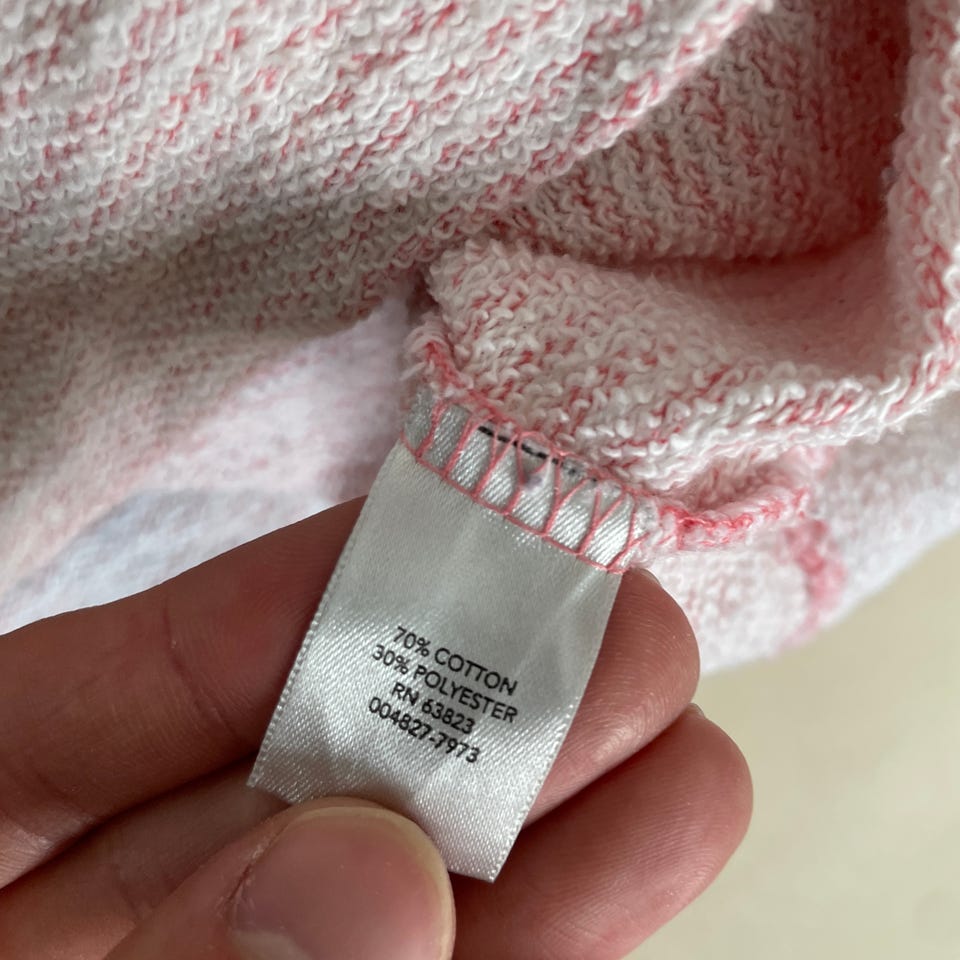 70% COTTON
30% POLYESTER
RN 63823
004827-7973